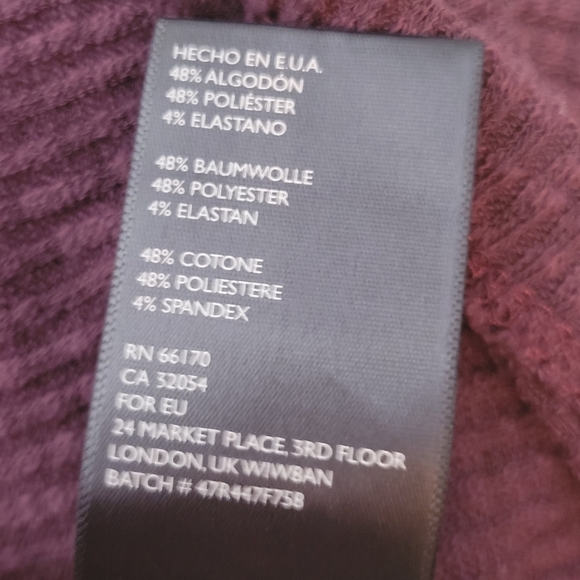 HECHO EN E.U.A.
48% ALGODÓN
48% POLIÉSTER
4% ELASTANO
48% BAUMWOLLE
48% POLYESTER
4% ELASTAN
48% COTONE
48% POLIESTERE
4% SPANDEX
RN 66170
CA 32054
FOR EU
24 MARKET PLACE, 3RD FLOOR
LONDON, UK WIW8AN
BATCH # 47R447F758